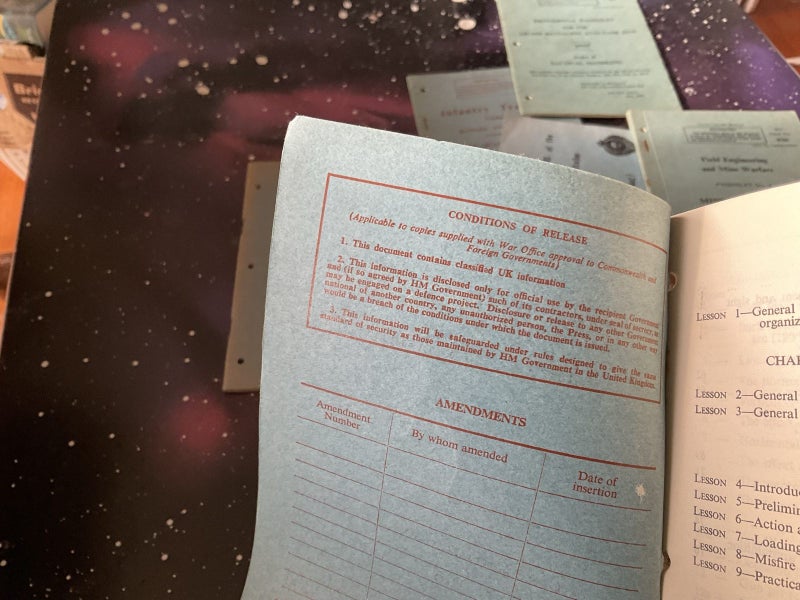 Infantry
Field Engineering
and Mine Warfare
CONDITIONS OF RELEASE
(Applicable to copies supplied with War Office approval to Commonwealth and
Foreign Governments)
1. This document contains classified UK information
2. This information is disclosed only for official use by the recipient Government
and (if so agreed by HM Government) such of its contractors, under seal of secrecy, as
may be engaged on a defence project. Disclosure or release to any other Government
national of another country, any unauthorized person, the Press, or in any other way
would be a breach of the conditions under which the document is issued.
3. This information will be safeguarded under rules designed to give the same
standard of security as those maintained by HM Government in the United Kingdom.
AMENDMENTS
Amendment
Number
By whom amended
Date of
insertion
LESSON 1—General
organiz
CHAP
LESSON 2—General
LESSON 3—General
LESSON 4—Introdu
LESSON 5—Prelimin
LESSON 6—Action a
LESSON 7—Loading
LESSON 8—Misfire
LESSON 9—Practica